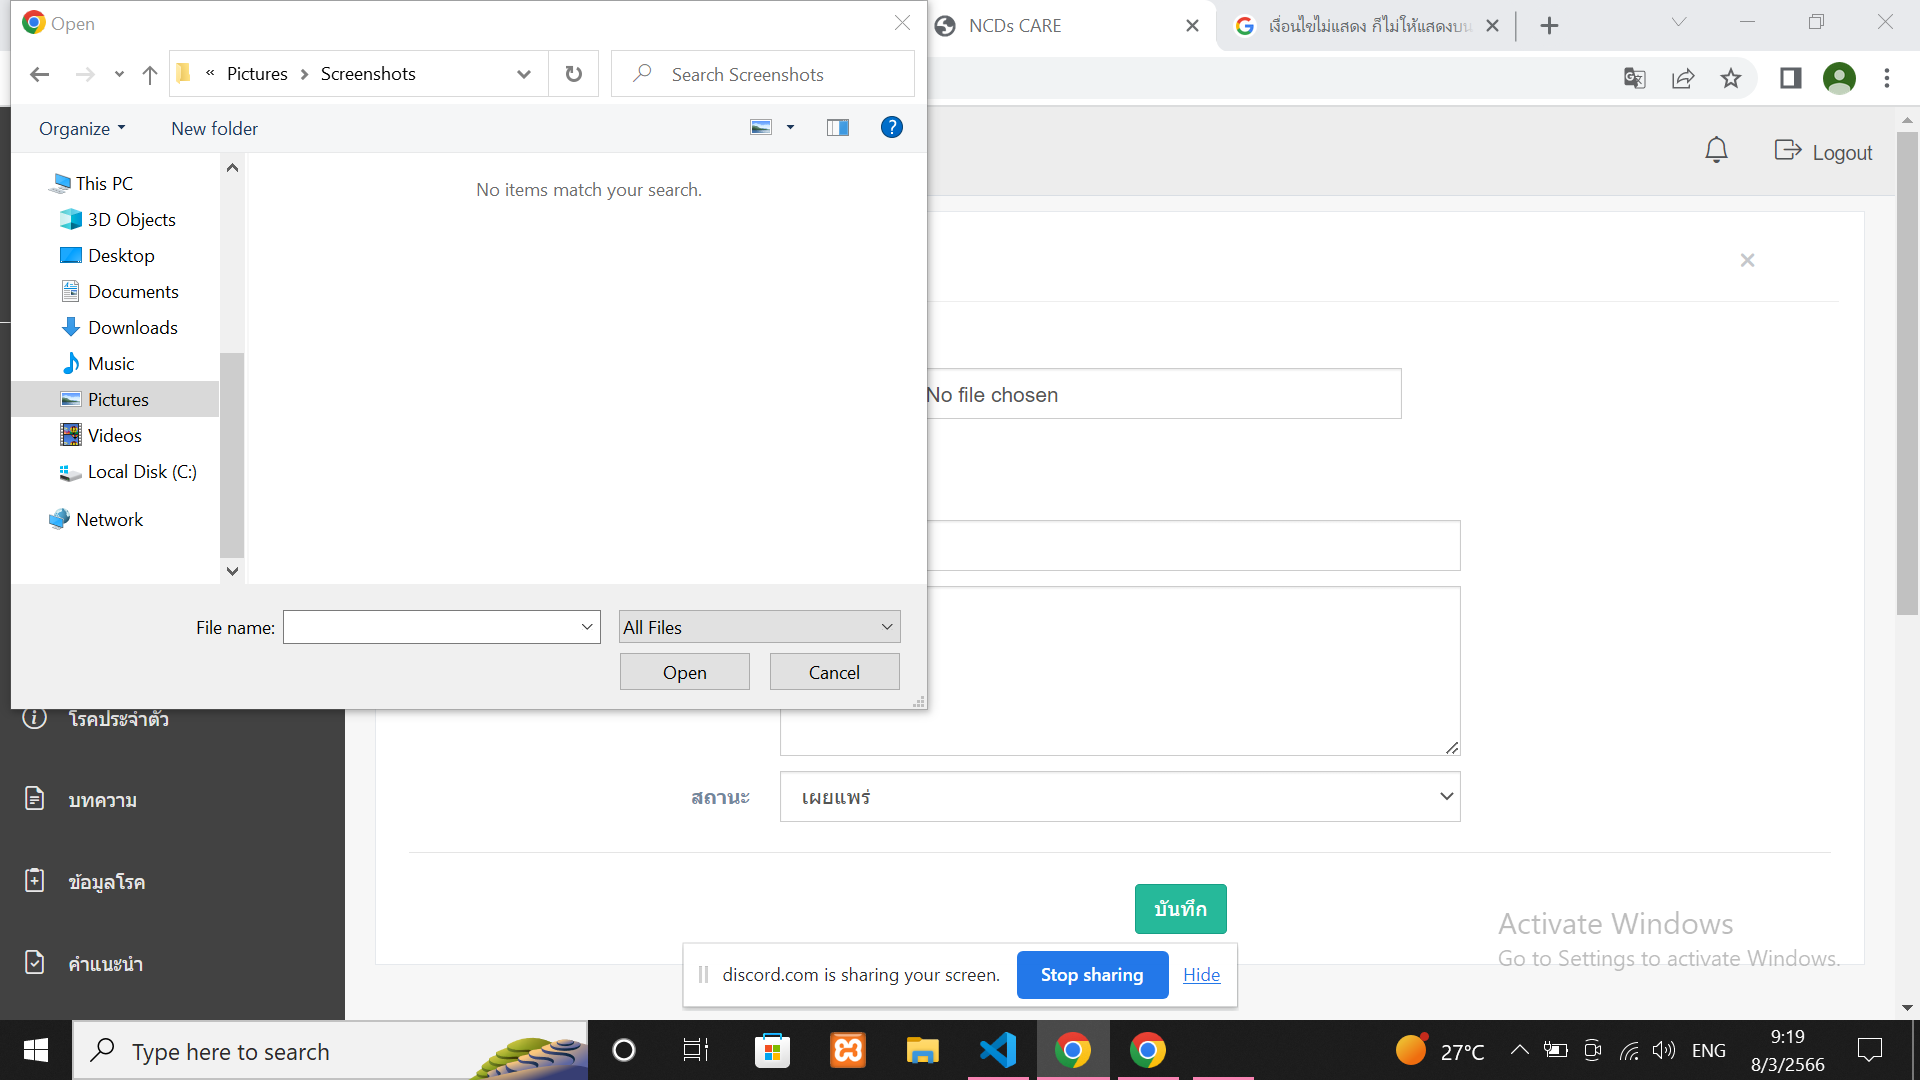 Open
NCDs CARE
เงื่อนไขไม่แสดง ก็ไม่ให้แสดงบน
« Pictures > Screenshots
Search Screenshots
Organize
New folder
Logout
This PC
No items match your search.
3D Objects
Desktop
Documents
Downloads
Music
Pictures
No file chosen
Videos
Local Disk (C:)
Network
File name:
All Files
Open
Cancel
โรคประจำตัว
สถานะ
เผยแพร่
บทความ
ข้อมูลโรค
บันทึก
Activate Windows
Go to Settings to activate Windows.
คำแนะนำ
discord.com is sharing your screen.
Stop sharing
Hide
Type here to search
27°C
ENG
9:19
8/3/2566